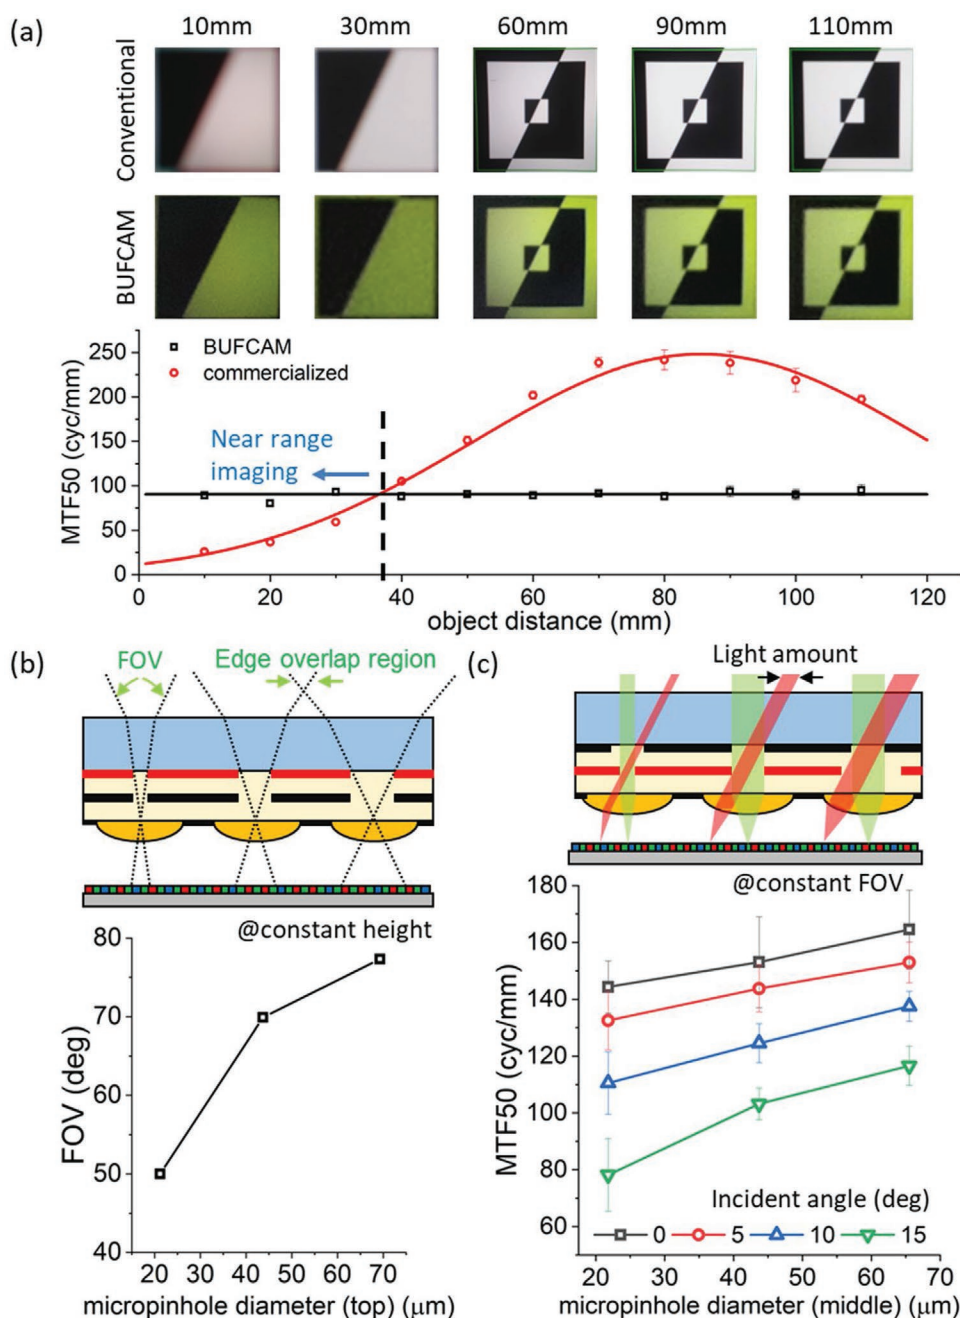 (a)
10mm 30mm 60mm 90mm 110mm
Conventional
BUFCAM
250
200
150
100
50
0
MTF50 (cyc/mm)
BUFCAM
commercialized
Near range
imaging
0 20 40 60 80 100 120
object distance (mm)
(b)
FOV
Edge overlap region
@constant height
80
70
60
50
40
FOV (deg)
20 30 40 50 60 70
micropinhole diameter (top) (μm)
(c)
Light amount
@constant FOV
180
160
140
120
100
80
60
MTF50 (cyc/mm)
Incident angle (deg)
0 5 10 15
20 30 40 50 60 70
micropinhole diameter (middle) (μm)